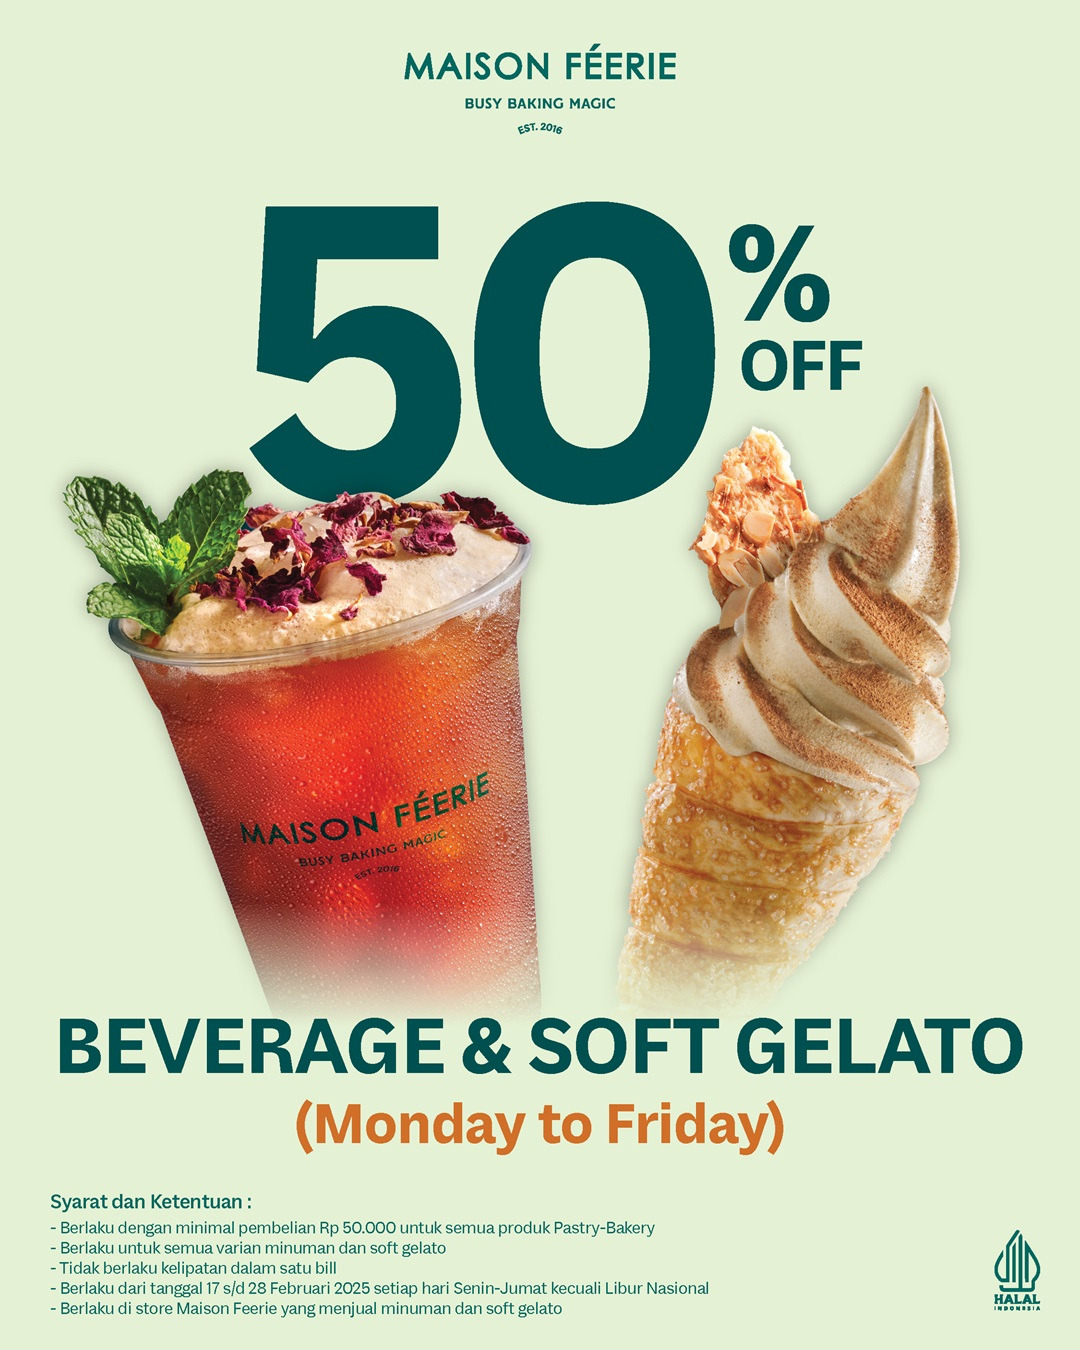 MAISON FÉERIE
BUSY BAKING MAGIC
EST. 2016
50%
OFF
MAISON FÉERIE
BUSY BAKING MAGIC
EST. 2016
BEVERAGE & SOFT GELATO
(Monday to Friday)
Syarat dan Ketentuan :
- Berlaku dengan minimal pembelian Rp 50.000 untuk semua produk Pastry-Bakery
- Berlaku untuk semua varian minuman dan soft gelato
- Tidak berlaku kelipatan dalam satu bill
- Berlaku dari tanggal 17 s/d 28 Februari 2025 setiap hari Senin-Jumat kecuali Libur Nasional
- Berlaku di store Maison Feerie yang menjual minuman dan soft gelato
HALAL
INDONESIA